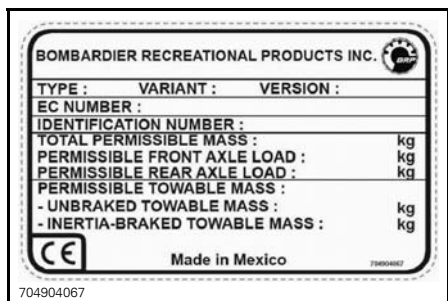 BOMBARDIER RECREATIONAL PRODUCTS INC. BRP
TYPE : VARIANT : VERSION :
EC NUMBER :
IDENTIFICATION NUMBER :
TOTAL PERMISSIBLE MASS : kg
PERMISSIBLE FRONT AXLE LOAD : kg
PERMISSIBLE REAR AXLE LOAD : kg
PERMISSIBLE TOWABLE MASS :
- UNBRAKED TOWABLE MASS : kg
- INERTIA-BRAKED TOWABLE MASS : kg
CE Made in Mexico 704904067
704904067